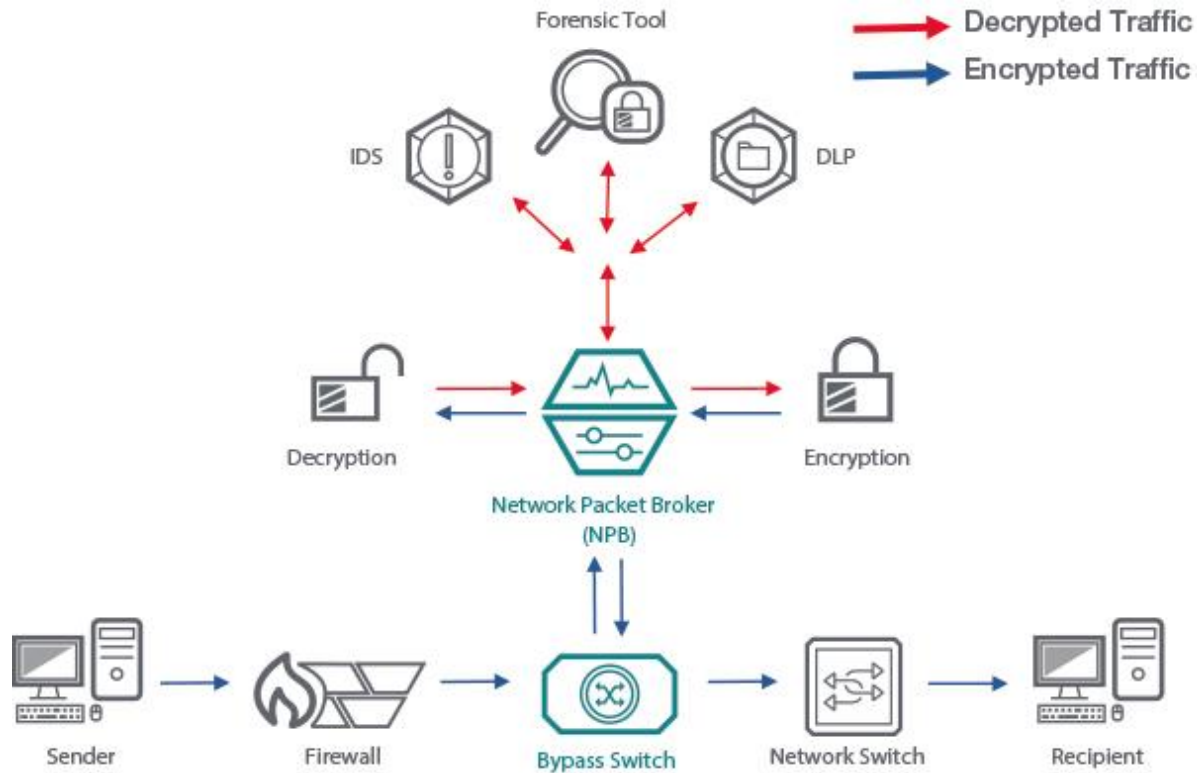 Forensic Tool
Decrypted Traffic
Encrypted Traffic
IDS
DLP
Decryption
Encryption
Network Packet Broker
(NPB)
Sender
Firewall
Bypass Switch
Network Switch
Recipient